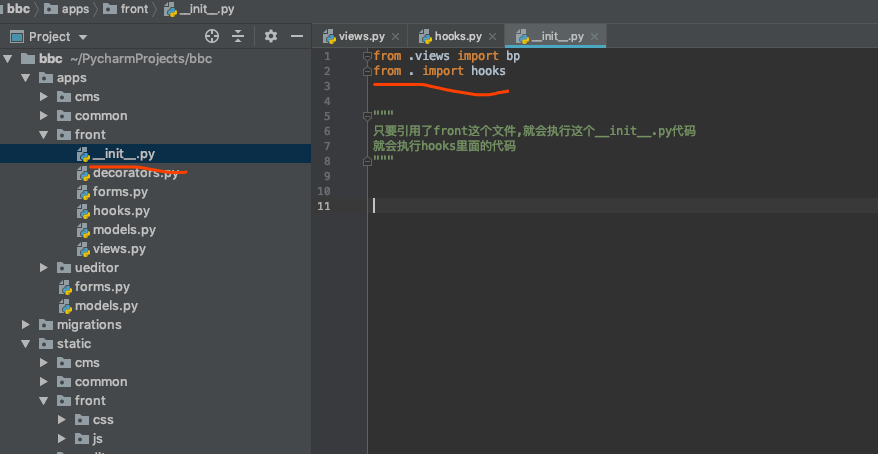 bbc apps front __init__.py
Project
views.py hooks.py __init__.py
bbc ~/PycharmProjects/bbc
apps
cms
common
front
__init__.py
decorators.py
forms.py
hooks.py
models.py
views.py
ueditor
forms.py
models.py
migrations
static
cms
common
front
css
js
1 from .views import bp
2 from . import hooks
3
4
5 """
6 只要引用了front这个文件,就会执行这个__init__.py代码
7 就会执行hooks里面的代码
8 """
9
10
11